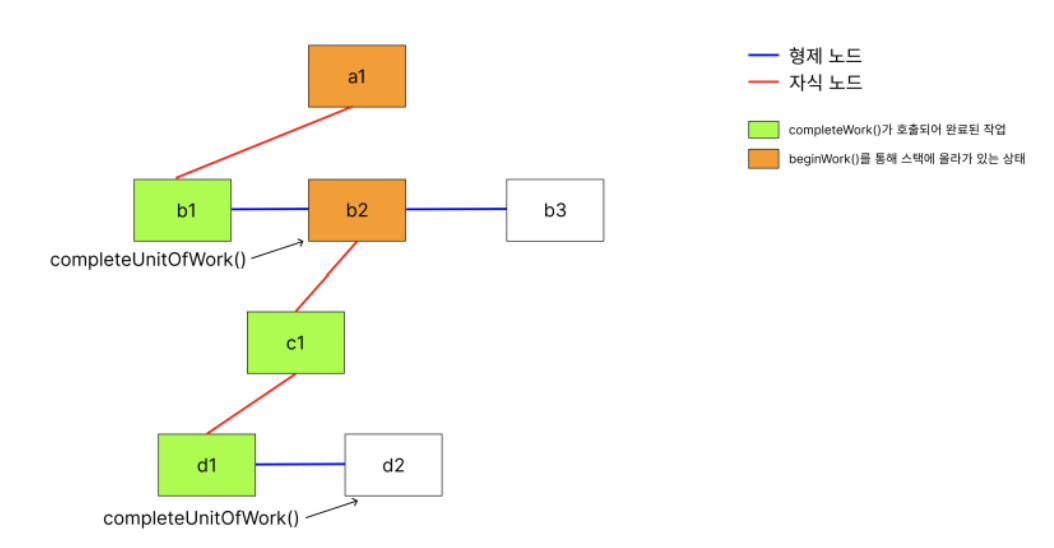 a1
형제 노드
자식 노드
completeWork()가 호출되어 완료된 작업
beginWork()를 통해 스택에 올라가 있는 상태
b1
b2
b3
completeUnitOfWork()
c1
d1
d2
completeUnitOfWork()